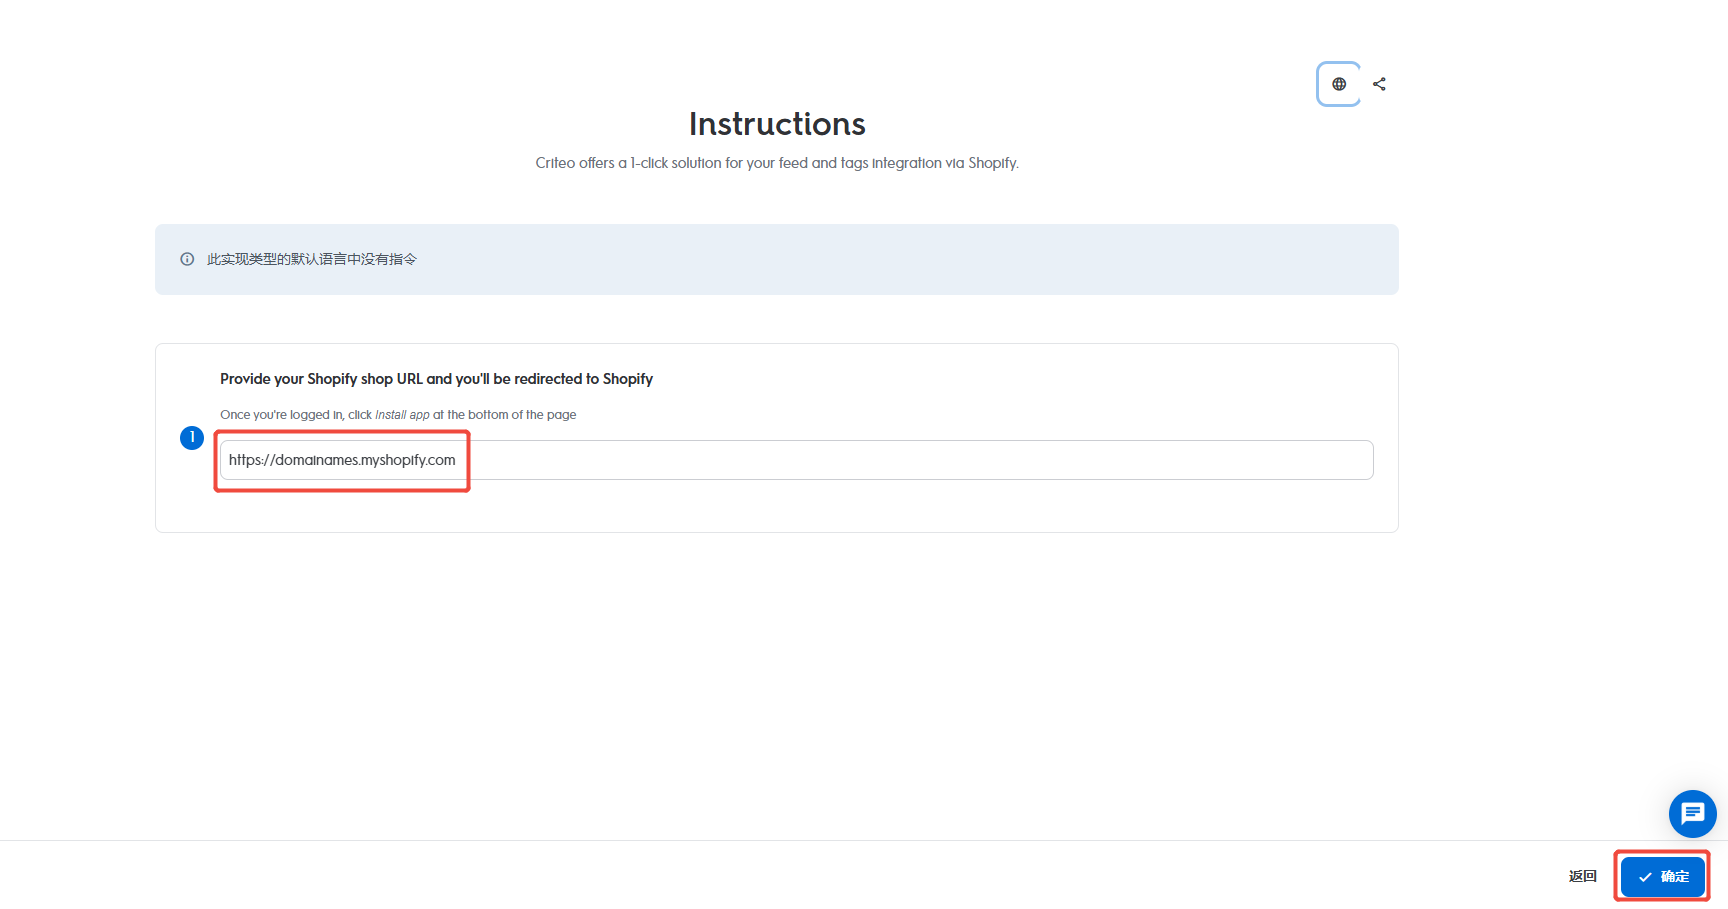 Instructions
Criteo offers a 1-click solution for your feed and tags integration via Shopify.
此实现类型的默认语言中没有指令
Provide your Shopify shop URL and you'll be redirected to Shopify
Once you're logged in, click Install app at the bottom of the page
1
https://domainames.myshopify.com
返回
确定